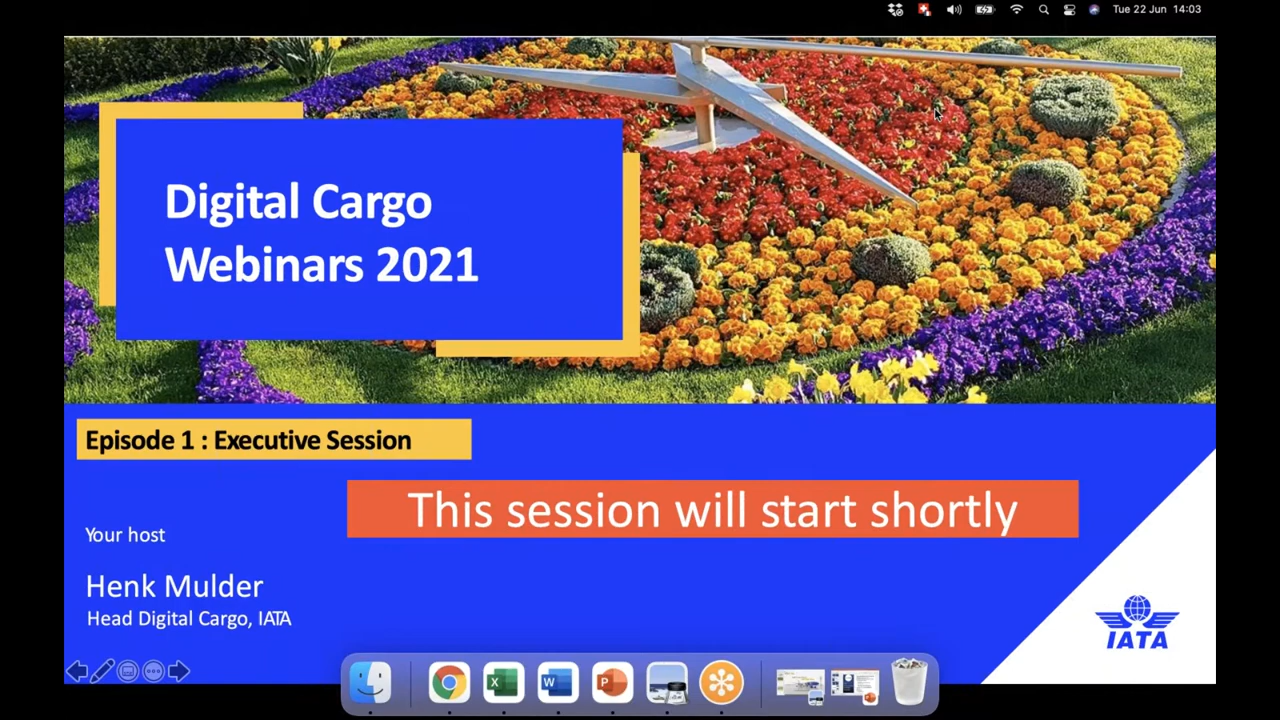 Tue 22 Jun 14:03
Digital Cargo
Webinars 2021
Episode 1 : Executive Session
This session will start shortly
Your host
Henk Mulder
Head Digital Cargo, IATA
IATA